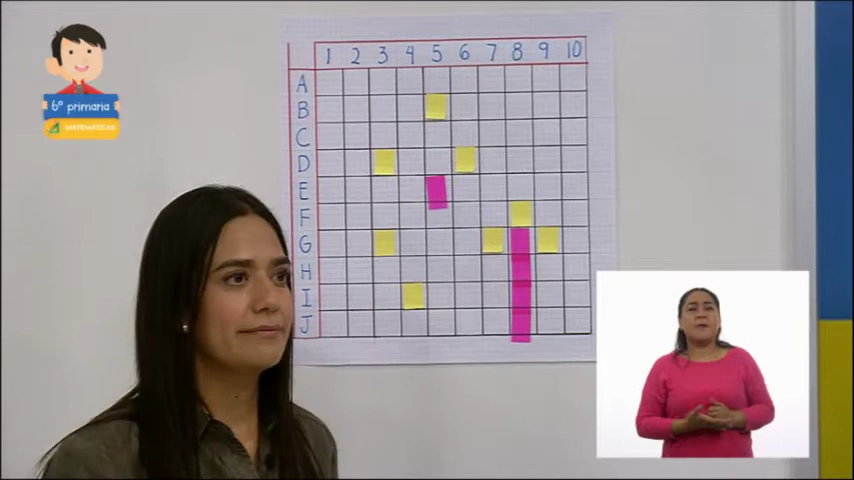 6º primaria
MATEMÁTICAS
1 2 3 4 5 6 7 8 9 10
A
B
C
D
E
F
G
H
I
J